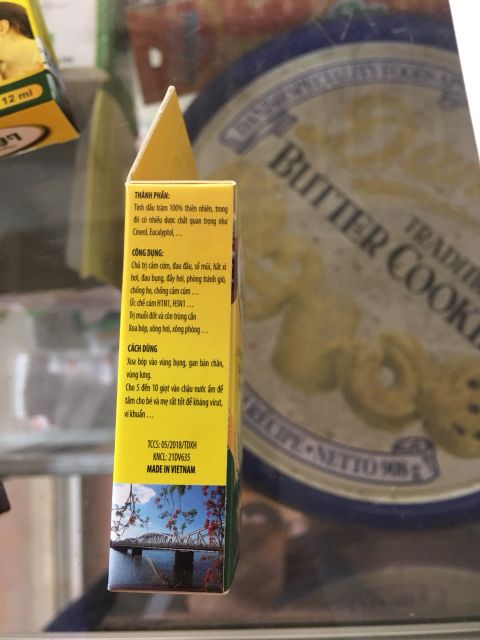 12 ml
THÀNH PHẦN:
Tinh dầu tràm 100% thiên nhiên, trong
đó có nhiều dược chất quan trọng như
Cineol, Eucalyptol, ...
CÔNG DỤNG:
Chủ trị cảm cúm, đau đầu, sổ mũi, hắt xì
hơi, đau bụng, đầy hơi, phòng tránh gió,
chống ho, chống cảm cúm ...
Ức chế cúm H1N1, H5N1 ...
Trị muỗi đốt và côn trùng cắn
Xoa bóp, xông hơi, xông phòng ...
CÁCH DÙNG
Xoa bóp vào vùng bụng, gan bàn chân,
vùng lưng.
Cho 5 đến 10 giọt vào chậu nước ấm để
tắm cho bé và mẹ rất tốt để kháng virut,
vi khuẩn ...
TCCS: 05/2018/TDXH
KNCL: 21DV635
MADE IN VIETNAM
BUTTER COOKIE
RECIPE • NETTO 908 g